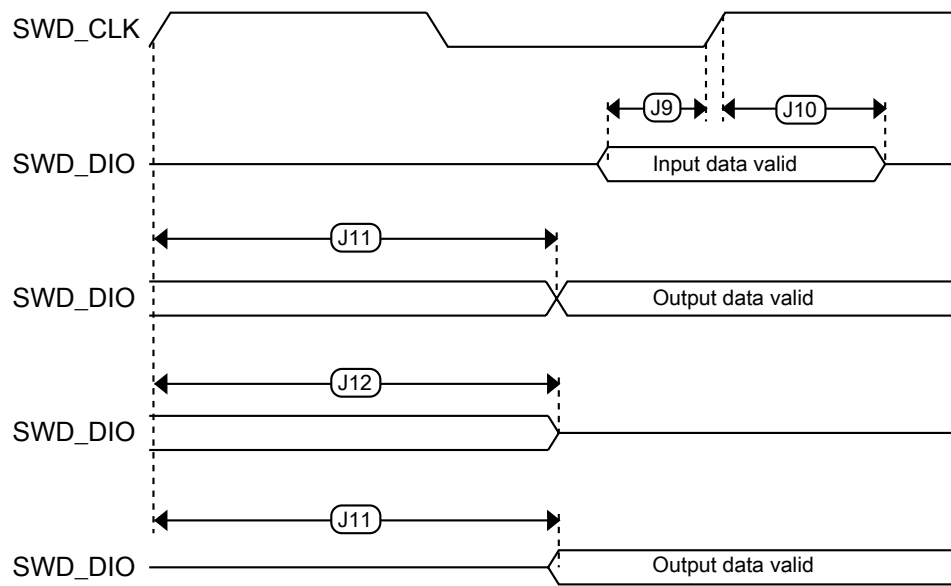 SWD_CLK
J9 J10
SWD_DIO Input data valid
J11
SWD_DIO Output data valid
J12
SWD_DIO
J11
SWD_DIO Output data valid